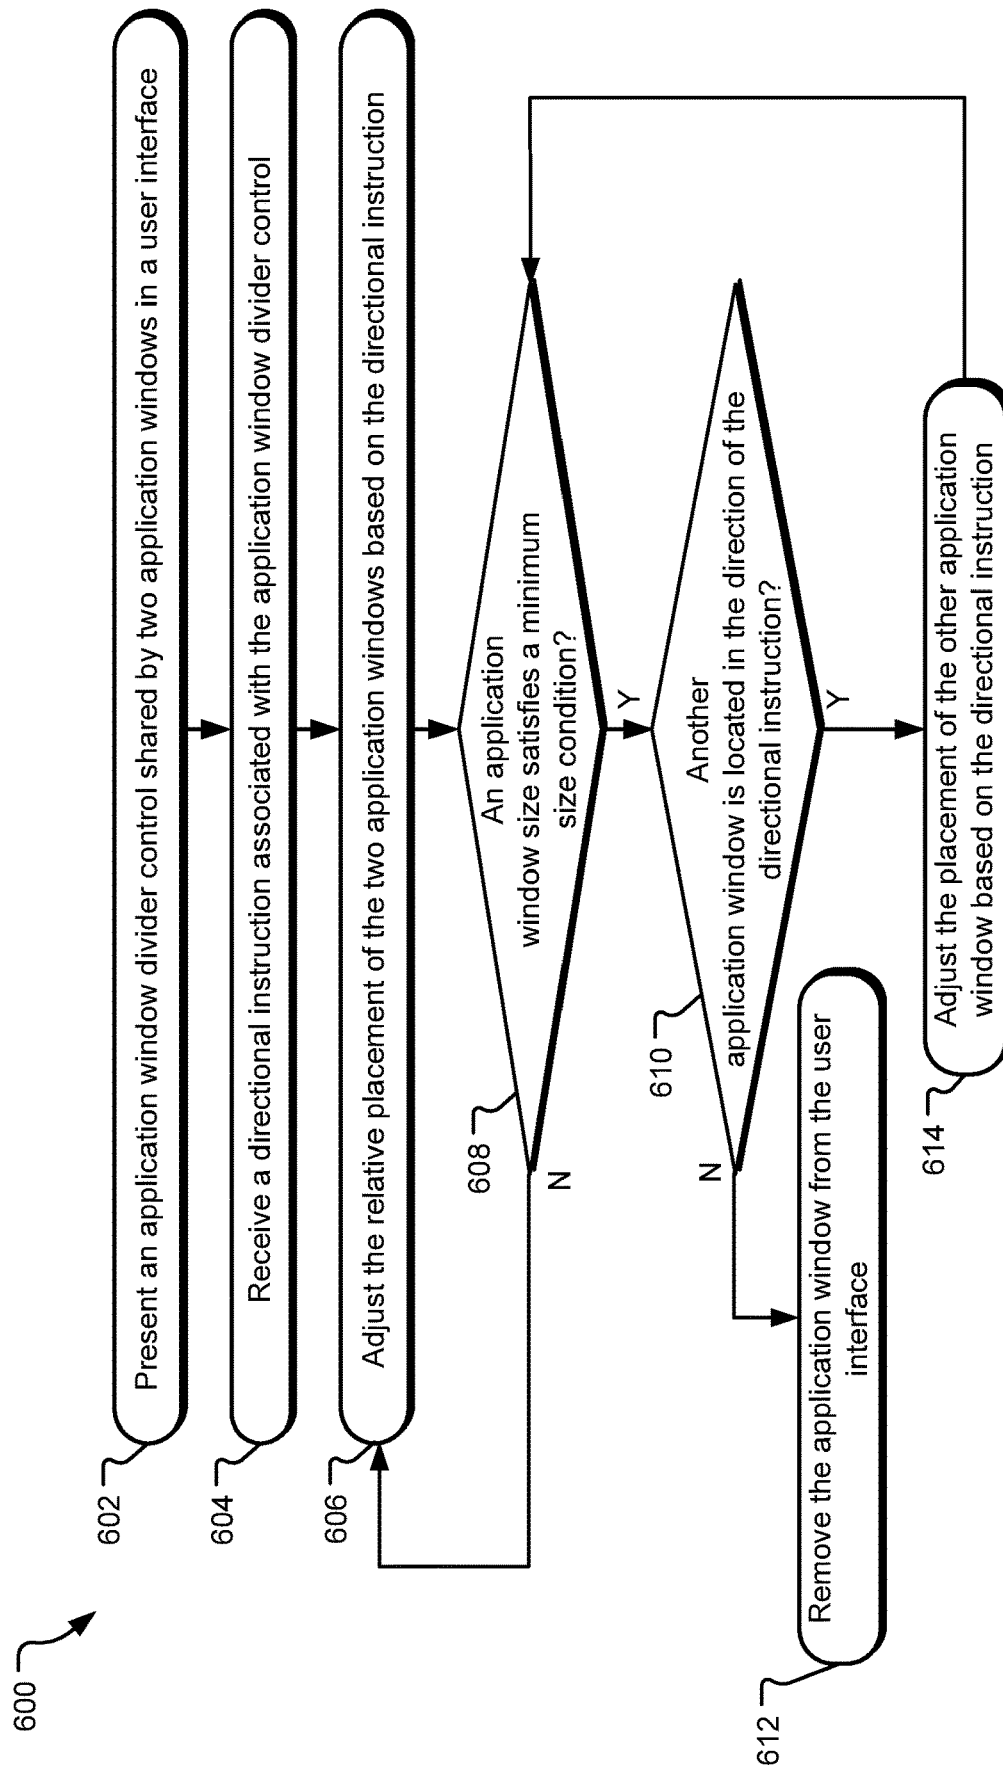 600
602
Present an application window divider control shared by two application windows in a user interface
604
Receive a directional instruction associated with the application window divider control
606
Adjust the relative placement of the two application windows based on the directional instruction
608
An application
window size satisfies a minimum
size condition?
N
Y
610
Another
application window is located in the direction of the
directional instruction?
N
Y
612
Remove the application window from the user
interface
614
Adjust the placement of the other application
window based on the directional instruction